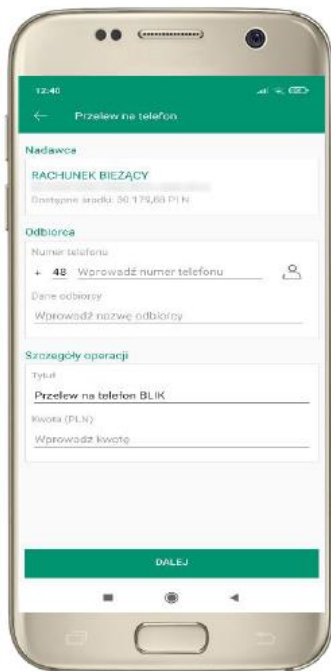 12:40
Przelew na telefon
Nadawca
RACHUNEK BIEŻĄCY
Dostępne środki: 30 179,68 PLN
Odbiorca
Numer telefonu
+ 48 Wprowadź numer telefonu
Dane odbiorcy
Wprowadź nazwę odbiorcy
Szczegóły operacji
Tytuł
Przelew na telefon BLIK
Kwota (PLN)
Wprowadź kwotę
DALEJ